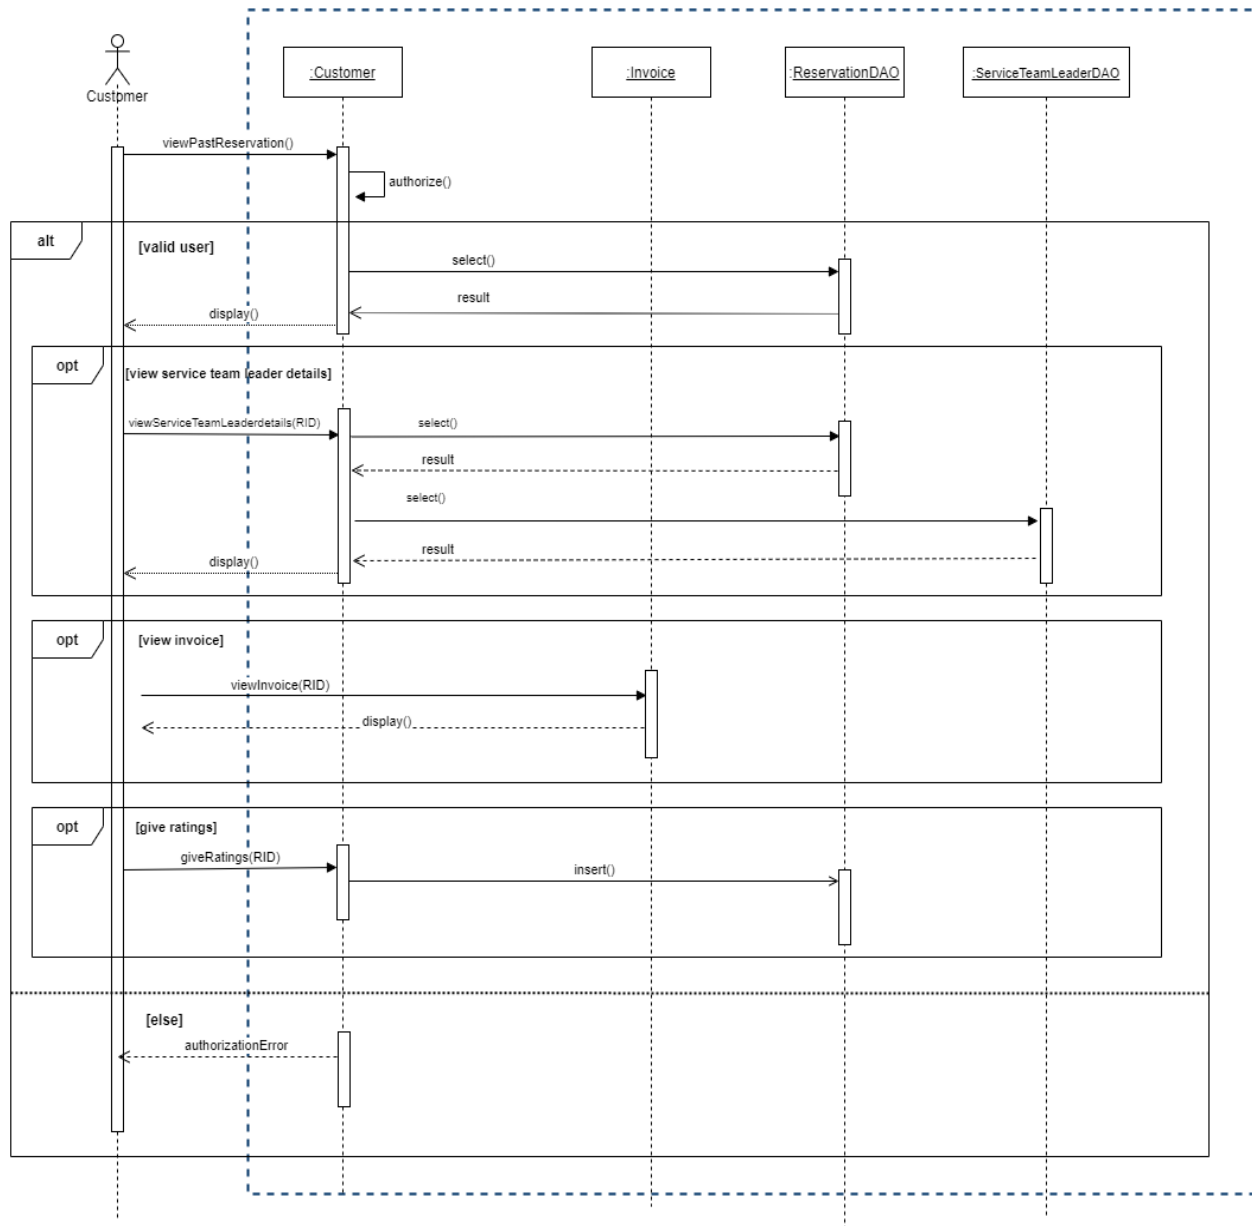 Customer
:Customer
:Invoice
:ReservationDAO
:ServiceTeamLeaderDAO
viewPastReservation()
authorize()
alt
[valid user]
select()
result
display()
opt
[view service team leader details]
viewServiceTeamLeaderdetails(RID)
select()
result
select()
result
display()
opt
[view invoice]
viewInvoice(RID)
display()
opt
[give ratings]
giveRatings(RID)
insert()
[else]
authorizationError